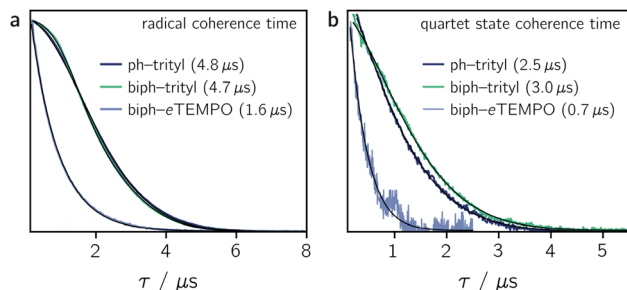 a
radical coherence time
ph–trityl (4.8 μs)
biph–trityl (4.7 μs)
biph–eTEMPO (1.6 μs)
2 4 6 8
τ / μs
b
quartet state coherence time
ph–trityl (2.5 μs)
biph–trityl (3.0 μs)
biph–eTEMPO (0.7 μs)
1 2 3 4 5
τ / μs